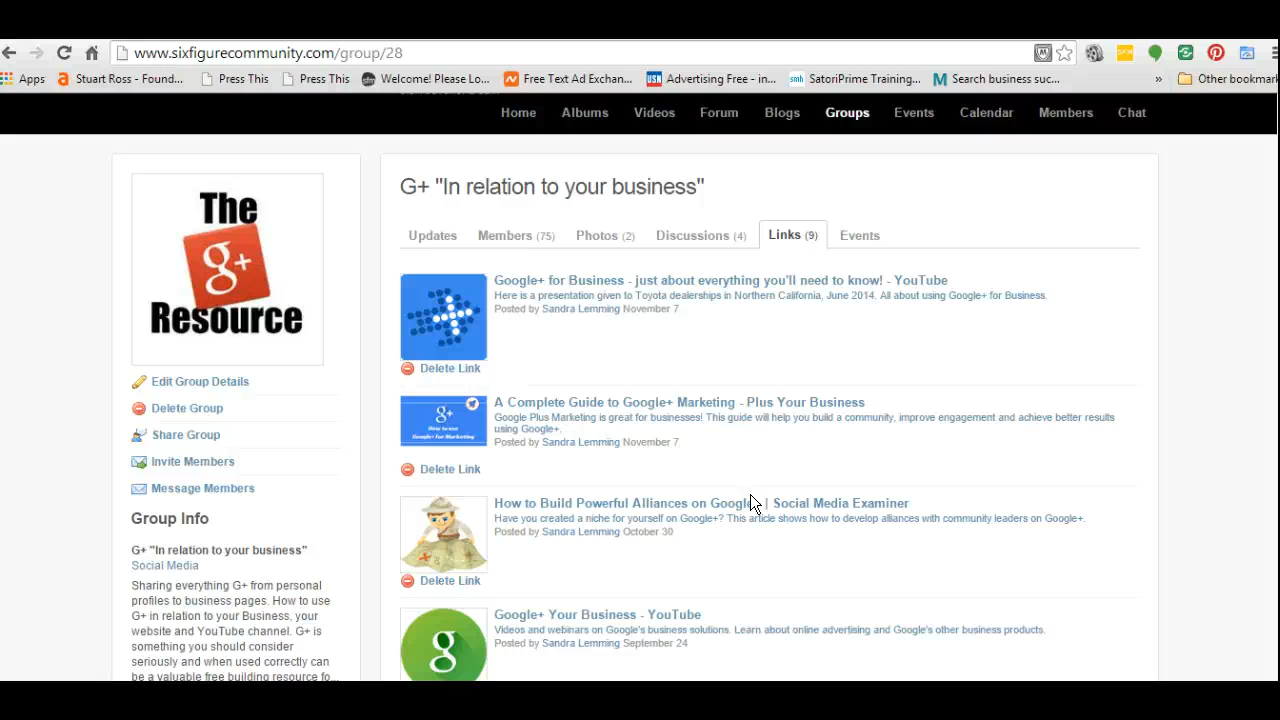 www.sixfigurecommunity.com/group/28
Apps
Stuart Ross - Found...
Press This
Press This
Welcome! Please Lo...
Free Text Ad Exchan...
Advertising Free - in...
SatoriPrime Training...
Search business suc...
»
Other bookmar
Home
Albums
Videos
Forum
Blogs
Groups
Events
Calendar
Members
Chat
The
g+
Resource
Edit Group Details
Delete Group
Share Group
Invite Members
Message Members
Group Info
G+ "In relation to your business"
Social Media
Sharing everything G+ from personal
profiles to business pages. How to use
G+ in relation to your Business, your
website and YouTube channel. G+ is
something you should consider
seriously and when used correctly can
be a valuable free building resource fo...
G+ "In relation to your business"
Updates
Members (75)
Photos (2)
Discussions (4)
Links (9)
Events
Google+ for Business - just about everything you'll need to know! - YouTube
Here is a presentation given to Toyota dealerships in Northern California, June 2014. All about using Google+ for Business.
Posted by Sandra Lemming November 7
Delete Link
g+
How to use
Google+ for Marketing
A Complete Guide to Google+ Marketing - Plus Your Business
Google Plus Marketing is great for businesses! This guide will help you build a community, improve engagement and achieve better results
using Google+.
Posted by Sandra Lemming November 7
Delete Link
How to Build Powerful Alliances on Google | Social Media Examiner
Have you created a niche for yourself on Google+? This article shows how to develop alliances with community leaders on Google+.
Posted by Sandra Lemming October 30
Delete Link
g
Google+ Your Business - YouTube
Videos and webinars on Google's business solutions. Learn about online advertising and Google's other business products.
Posted by Sandra Lemming September 24